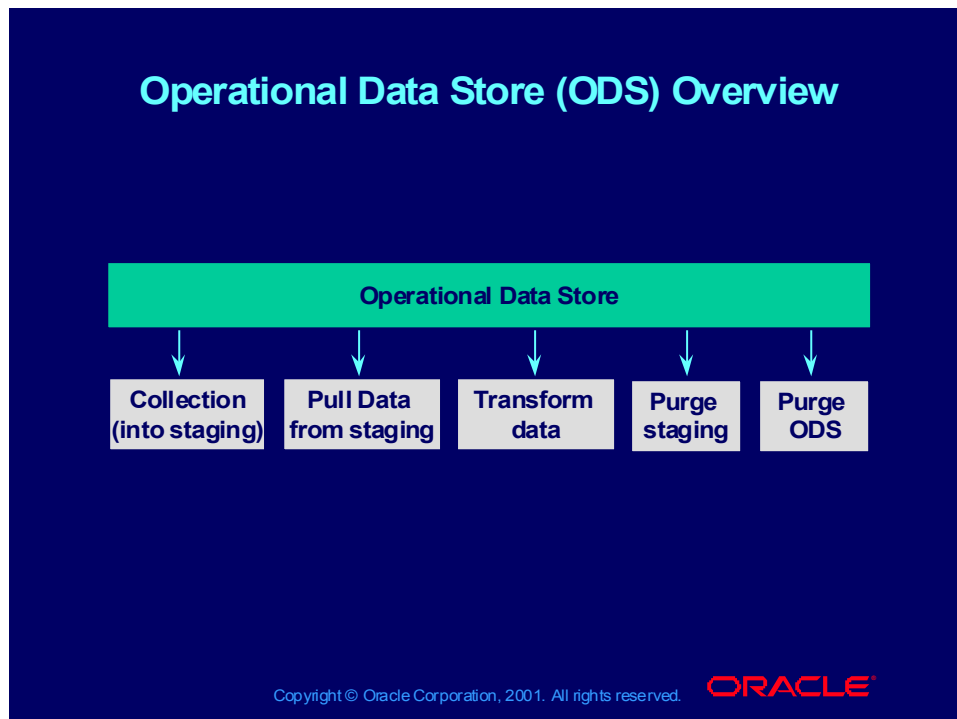 Operational Data Store (ODS) Overview
Operational Data Store
Collection
(into staging)
Pull Data
from staging
Transform
data
Purge
staging
Purge
ODS
Copyright © Oracle Corporation, 2001. All rights reserved.
ORACLE®